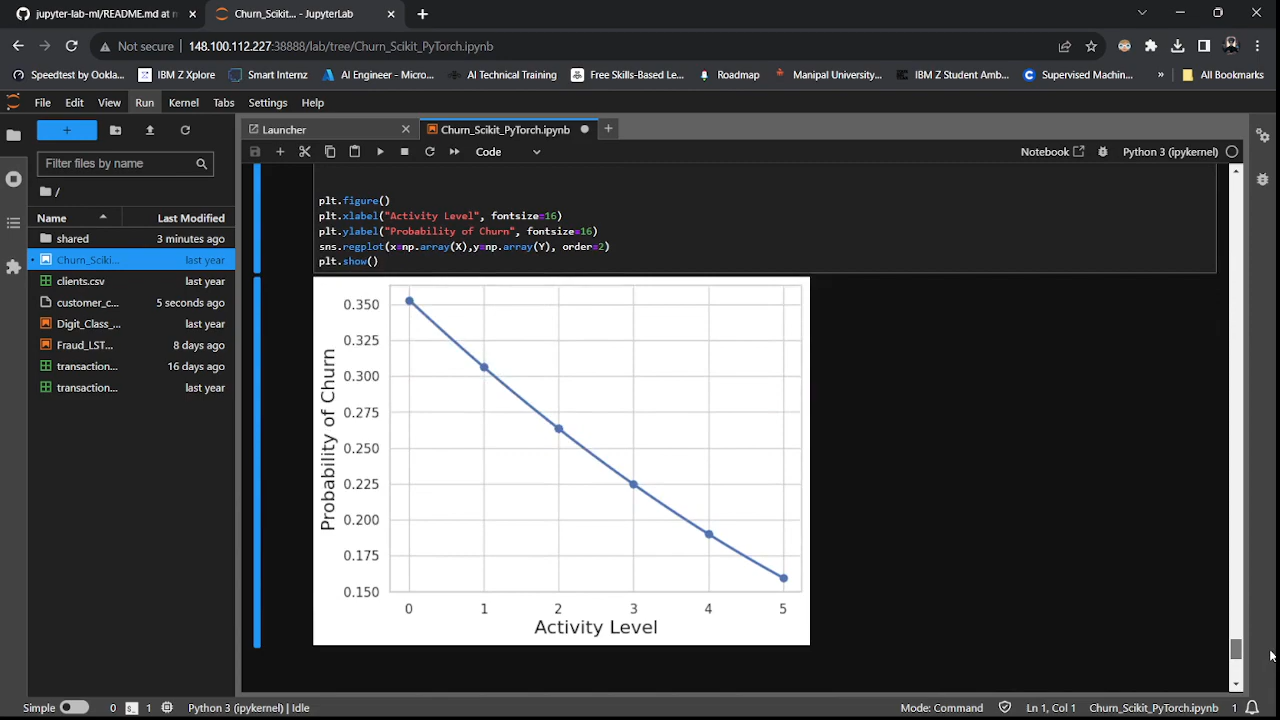 jupyter-lab-ml/README.md at m
Churn_Scikit... - JupyterLab
Not secure
148.100.112.227:38888/lab/tree/Churn_Scikit_PyTorch.ipynb
Speedtest by Ookla...
IBM Z Xplore
Smart Internz
AI Engineer - Micro...
AI Technical Training
Free Skills-Based Le...
Roadmap
Manipal University...
IBM Z Student Amb...
Supervised Machin...
»
All Bookmarks
File
Edit
View
Run
Kernel
Tabs
Settings
Help
Launcher
Churn_Scikit_PyTorch.ipynb
Filter files by name
Code
Notebook
Python 3 (ipykernel)
/
Name
Last Modified
shared
3 minutes ago
Churn_Sciki...
last year
clients.csv
last year
customer_c...
5 seconds ago
Digit_Class_...
last year
Fraud_LST...
8 days ago
transaction...
16 days ago
transaction...
last year
plt.figure()
plt.xlabel("Activity Level", fontsize=16)
plt.ylabel("Probability of Churn", fontsize=16)
sns.regplot(x=np.array(X),y=np.array(Y), order=2)
plt.show()
Probability of Churn
0.350
0.325
0.300
0.275
0.250
0.225
0.200
0.175
0.150
0
1
2
3
4
5
Activity Level
Simple
0
1
Python 3 (ipykernel) | Idle
Mode: Command
Ln 1, Col 1
Churn_Scikit_PyTorch.ipynb
1